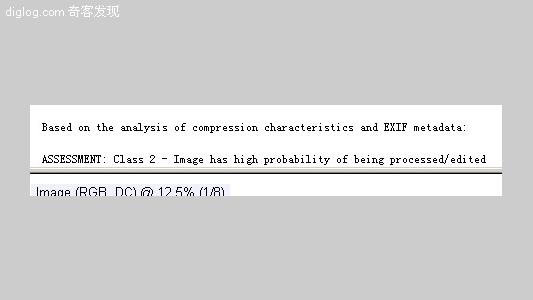 diglog.com 奇客发现
Based on the analysis of compression characteristics and EXIF metadata:
ASSESSMENT: Class 2 - Image has high probability of being processed/edited
Image (RGB, DC) @ 12.5% (1/8)